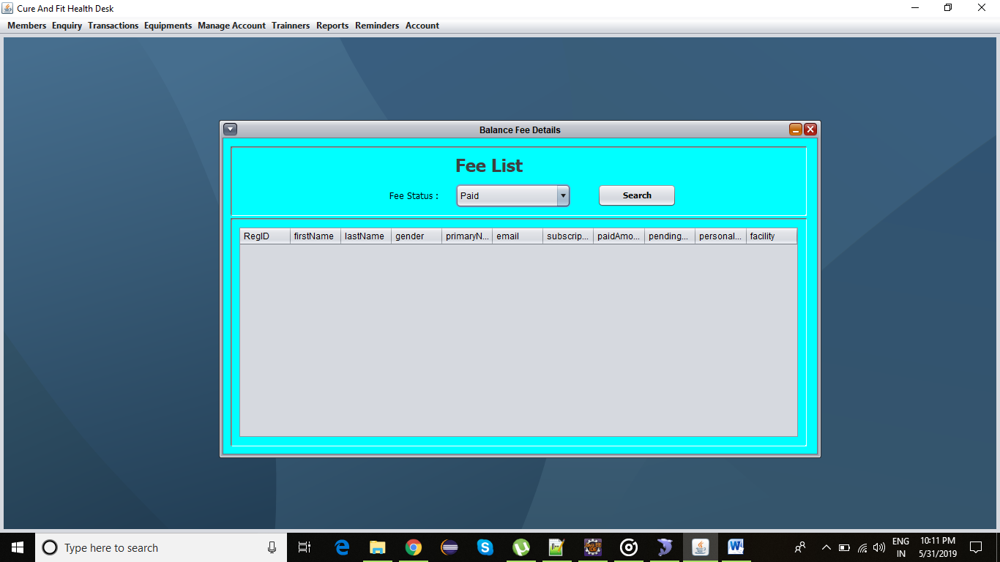 Cure And Fit Health Desk
Members Enquiry Transactions Equipments Manage Account Trainners Reports Reminders Account
Balance Fee Details
Fee List
Fee Status : Paid Search
RegID firstName lastName gender primaryN... email subscrip... paidAmo... pending... personal... facility
Type here to search
ENG 10:11 PM
IN 5/31/2019